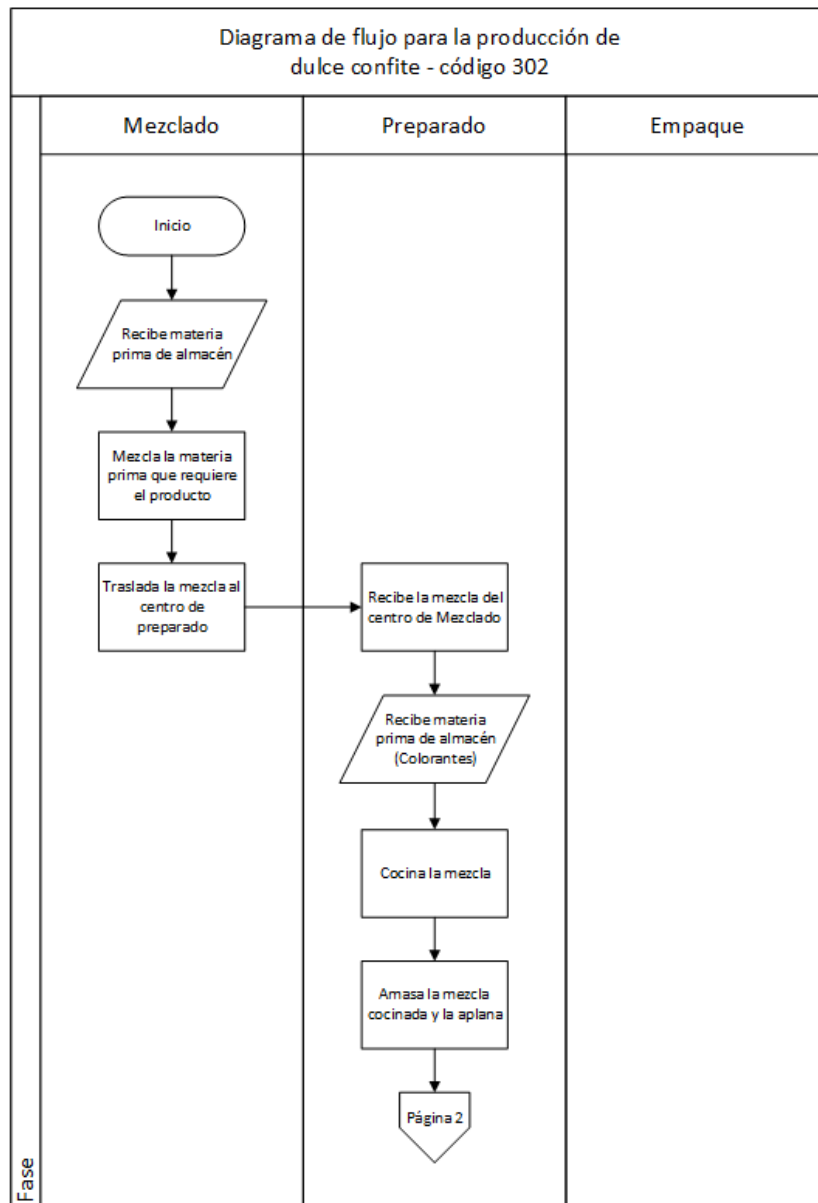 Diagrama de flujo para la producción de
dulce confite - código 302
Mezclado
Preparado
Empaque
Inicio
Recibe materia
prima de almacén
Mezcla la materia
prima que requiere
el producto
Traslada la mezcla al
centro de
preparado
Recibe la mezcla del
centro de Mezclado
Recibe materia
prima de almacén
(Colorantes)
Cocina la mezcla
Amasa la mezcla
cocinada y la aplana
Página 2
Fase